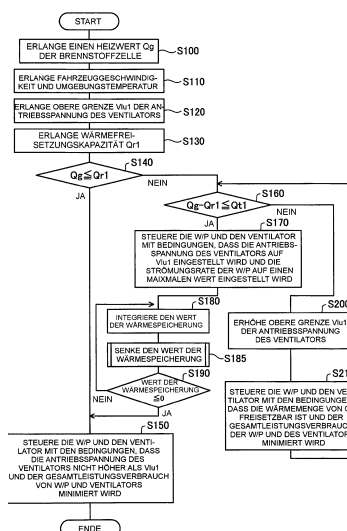 START
ERLANGE EINEN HEIZWERT Qg
DER BRENNSTOFFZELLE
S100
ERLANGE FAHRZEUGGESCHWINDIG-
KEIT UND UMGEBUNGSTEMPERATUR
S110
ERLANGE OBERE GRENZE Vlu1 DER AN-
TRIEBSSPANNUNG DES VENTILATORS
S120
ERLANGE WÄRMEFREI-
SETZUNGSKAPAZITÄT Qr1
S130
S140
Qg≦Qr1
NEIN
JA
S160
Qg-Qr1≦Qt1
NEIN
JA
S170
STEUERE DIE W/P UND DEN VENTILATOR
MIT BEDINGUNGEN, DASS DIE ANTRIEBS-
SPANNUNG DES VENTILATORS AUF
Vlu1 EINGESTELLT WIRD UND DIE
STRÖMUNGSRATE DER W/P AUF EINEN
MAIXMALEN WERT EINGESTELLT WIRD
S180
INTEGRIERE DEN WERT
DER WÄRMESPEICHERUNG
SENKE DEN WERT DER
WÄRMESPEICHERUNG
S185
S190
WERT DER
WÄRMESPEICHERUNG
≦0
NEIN
JA
S200
ERHÖHE OBERE GRENZE Vlu1
DER ANTRIEBSSPANNUNG
DES VENTILATORS
S21
STEUERE DIE W/P UND DEN VE
TILATOR MIT DEN BEDINGUNGE
DASS DIE WÄRMEMENGE VON
FREISETZBAR IST UND DER
GESAMTLEISTUNGSVERBRAUC
DER W/P UND DES VENTILATO
MINIMIERT WIRD
S150
STEUERE DIE W/P UND DEN VENTI-
LATOR MIT DEN BEDINGUNGEN, DASS
DIE ANTRIEBSSPANNUNG DES
VENTILATORS NICHT HÖHER ALS Vlu1
UND DER GESAMTLEISTUNGSVERBRAUCH
VON W/P UND VENTILATORS
MINIMIERT WIRD
ENDE